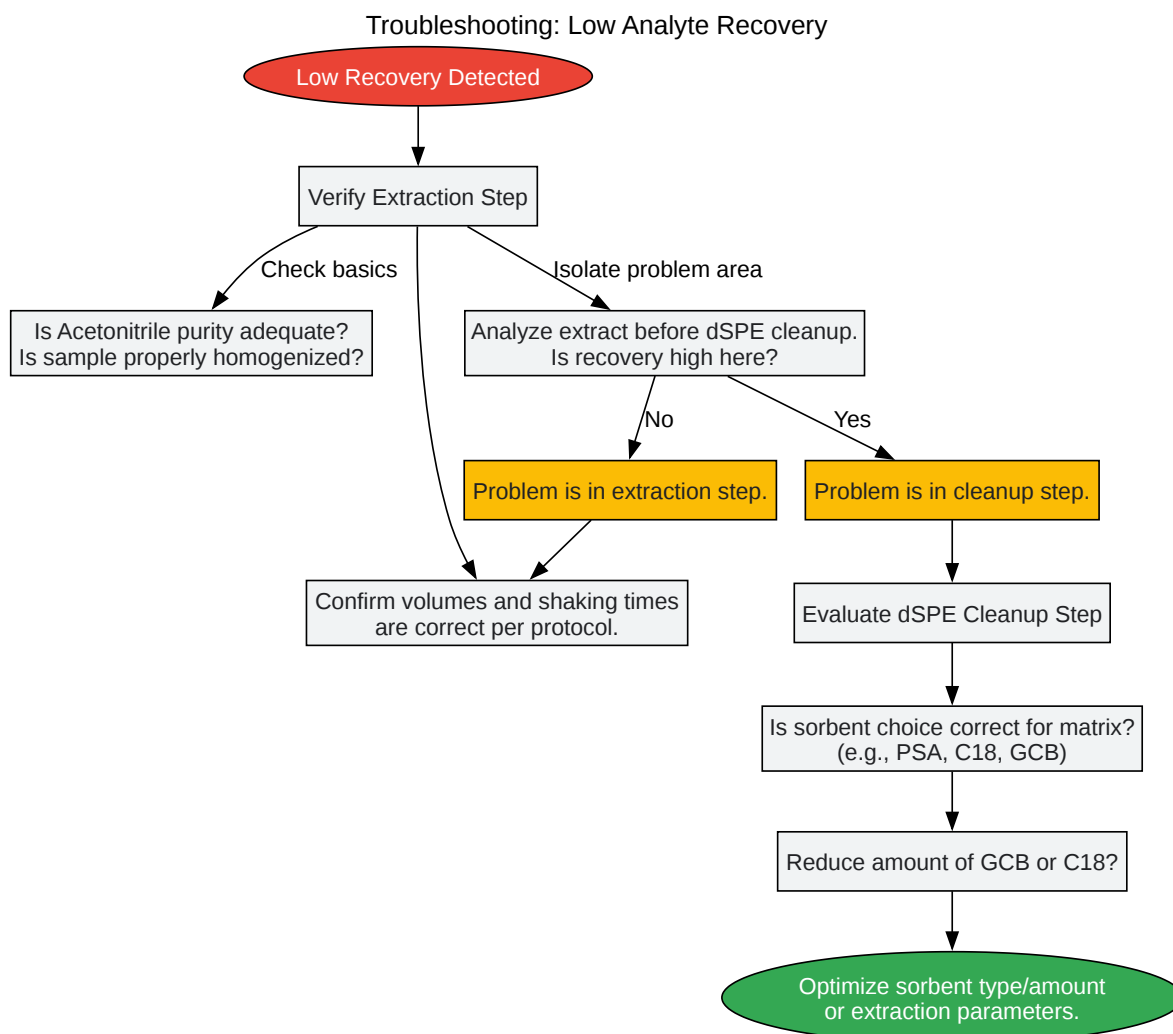 Troubleshooting: Low Analyte Recovery
Low Recovery Detected
Verify Extraction Step
Check basics
Isolate problem area
Is Acetonitrile purity adequate?
Is sample properly homogenized?
Analyze extract before dSPE cleanup.
Is recovery high here?
No
Yes
Problem is in extraction step.
Problem is in cleanup step.
Confirm volumes and shaking times
are correct per protocol.
Evaluate dSPE Cleanup Step
Is sorbent choice correct for matrix?
(e.g., PSA, C18, GCB)
Reduce amount of GCB or C18?
Optimize sorbent type/amount
or extraction parameters.